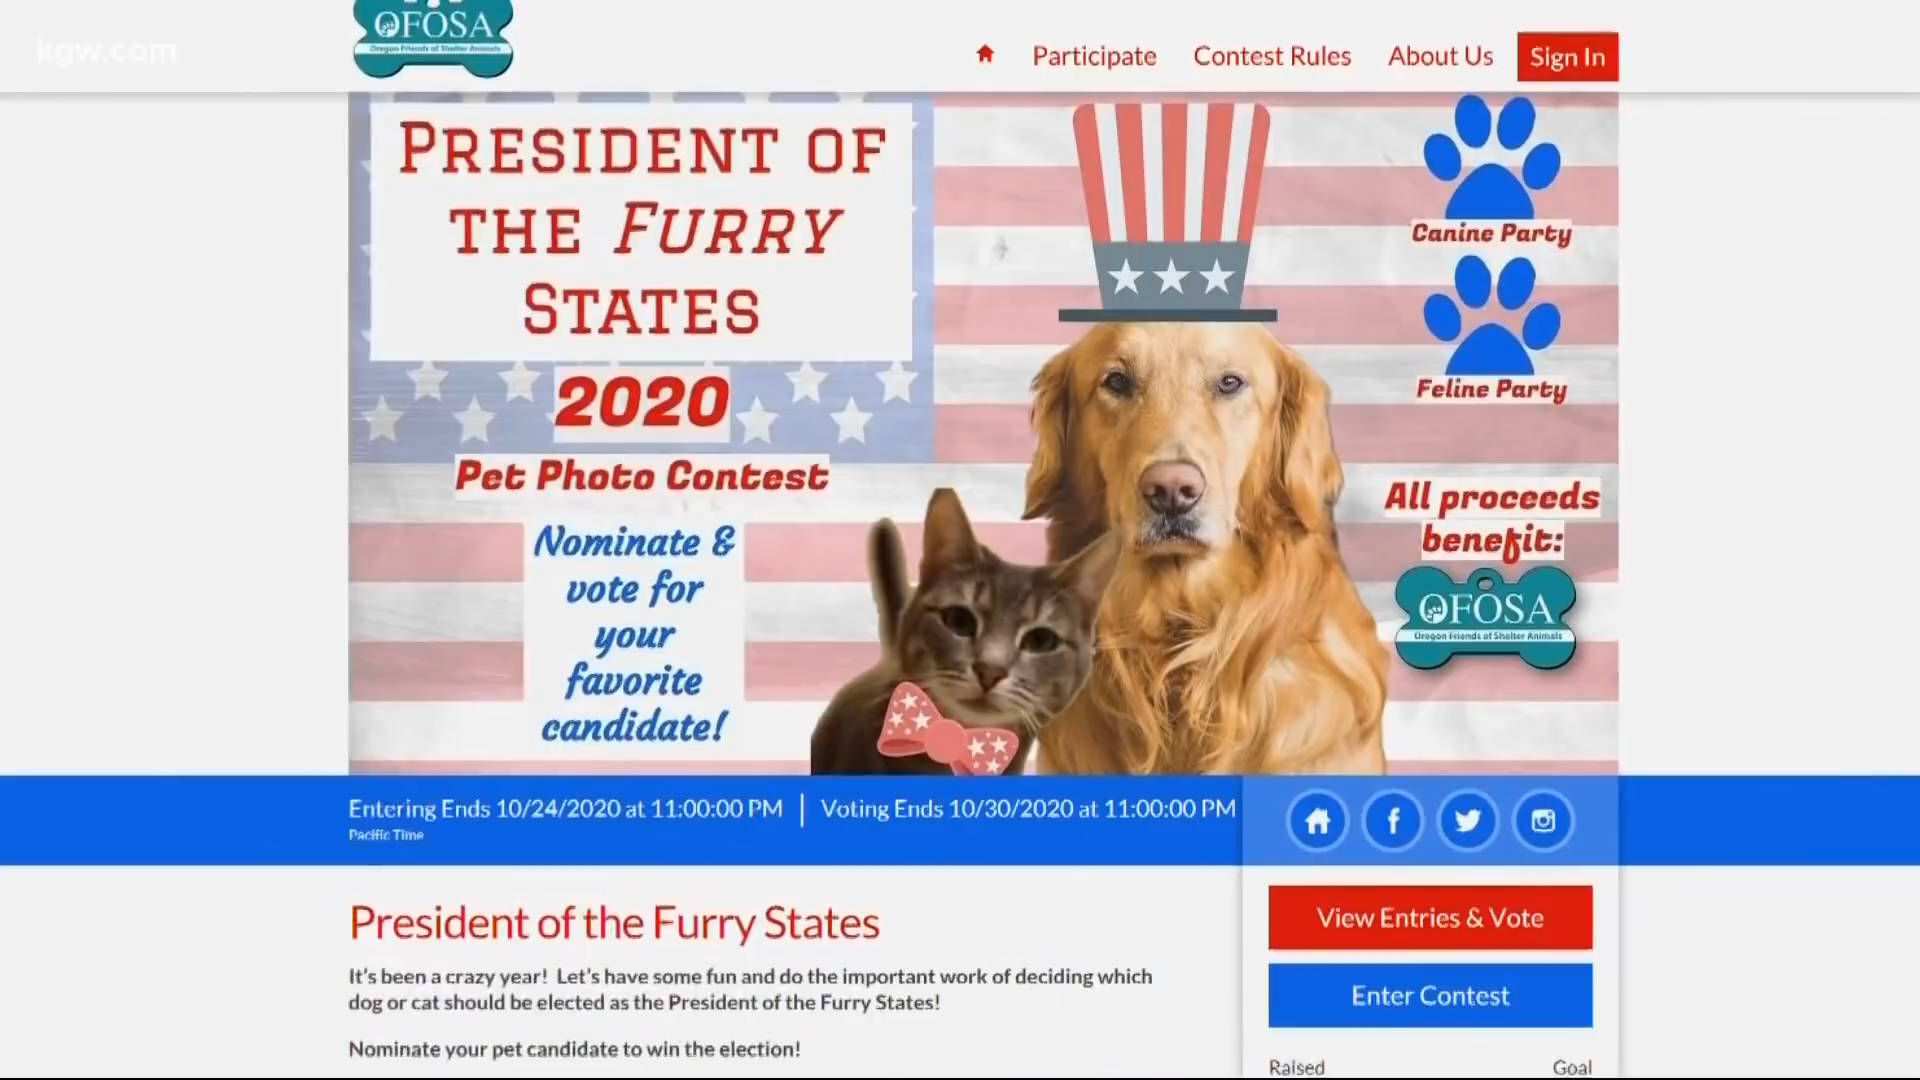 kgw.com
OFOSA
Oregon Friends of Shelter Animals
Participate
Contest Rules
About Us
Sign In
PRESIDENT OF
THE FURRY
STATES
2020
Pet Photo Contest
Nominate &
vote for
your
favorite
candidate!
Canine Party
Feline Party
All proceeds
benefit:
OFOSA
Oregon Friends of Shelter Animals
Entering Ends 10/24/2020 at 11:00:00 PM
Pacific Time
Voting Ends 10/30/2020 at 11:00:00 PM
President of the Furry States
It's been a crazy year! Let's have some fun and do the important work of deciding which
dog or cat should be elected as the President of the Furry States!
Nominate your pet candidate to win the election!
View Entries & Vote
Enter Contest
Raised
Goal